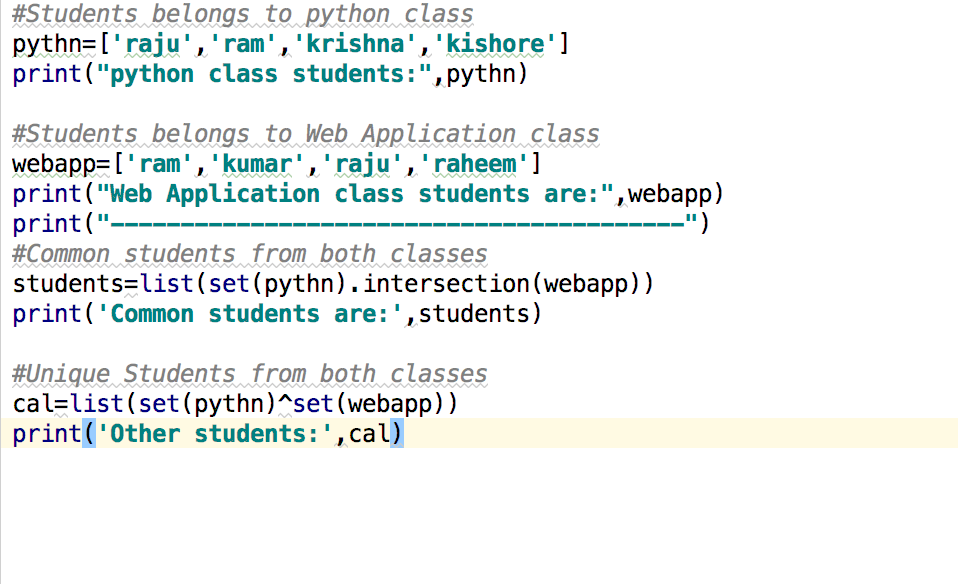 #Students belongs to python class
pythn=['raju','ram','krishna','kishore']
print("python class students:",pythn)
#Students belongs to Web Application class
webapp=['ram','kumar','raju','raheem']
print("Web Application class students are:",webapp)
print("-----------------------------------------")
#Common students from both classes
students=list(set(pythn).intersection(webapp))
print('Common students are:',students)
#Unique Students from both classes
cal=list(set(pythn)^set(webapp))
print('Other students:',cal)